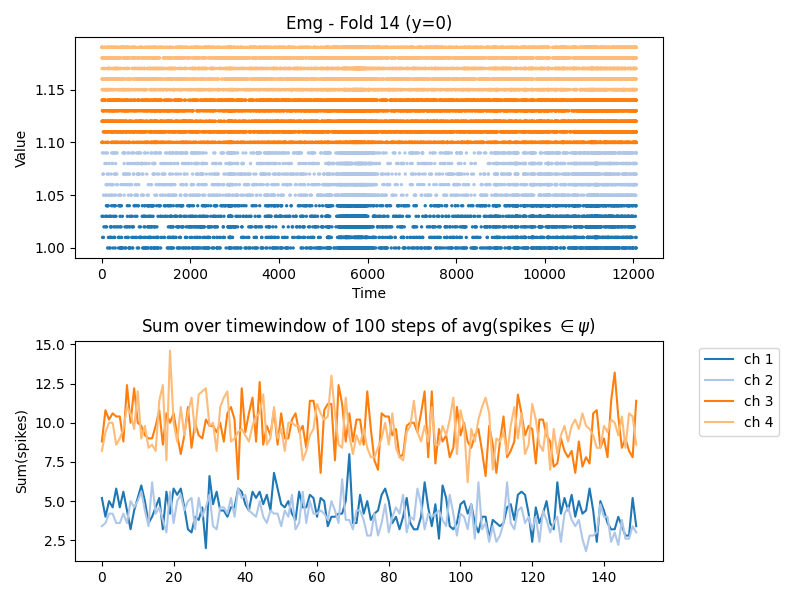 Emg - Fold 14 (y=0)
Value
1.15
1.10
1.05
1.00
0 2000 4000 6000 8000 10000 12000
Time
Sum over timewindow of 100 steps of avg(spikes ∈ψ)
Sum(spikes)
15.0
12.5
10.0
7.5
5.0
2.5
0 20 40 60 80 100 120 140
ch 1
ch 2
ch 3
ch 4